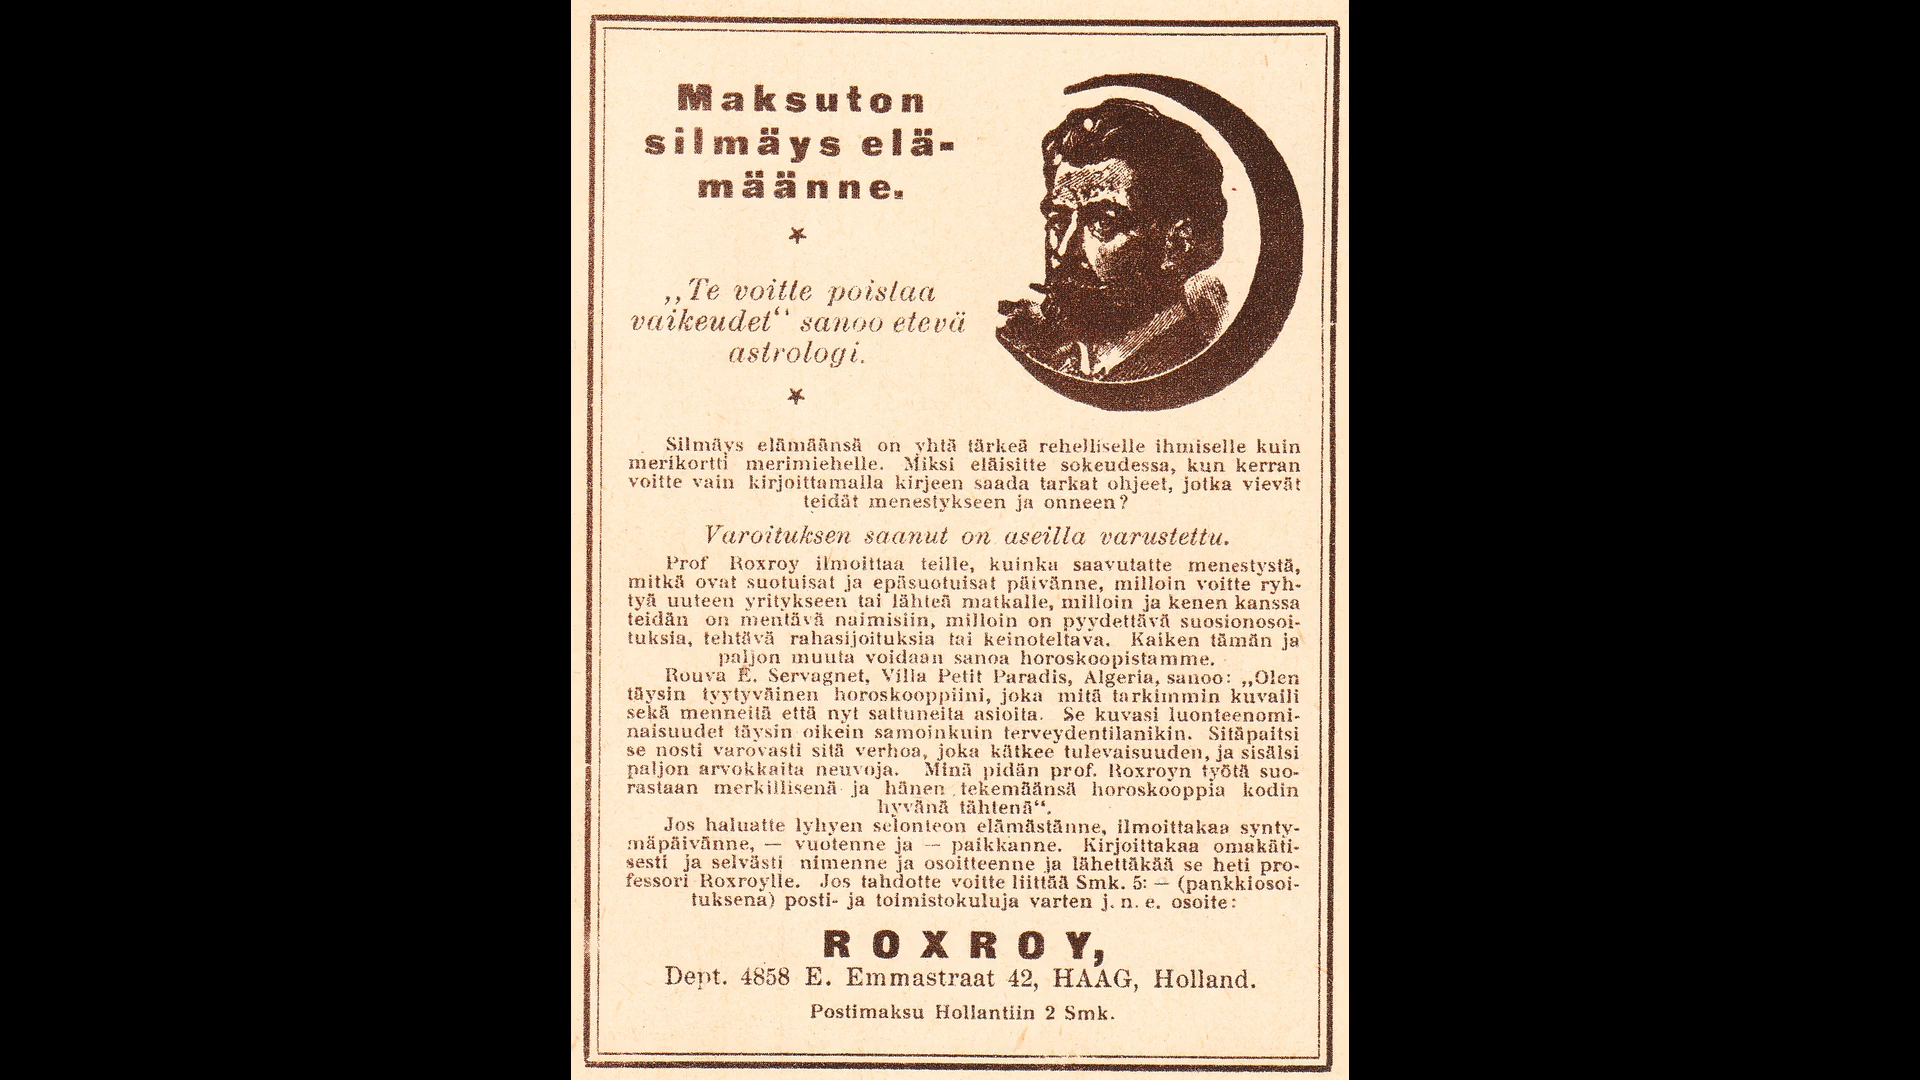 Maksuton
silmäys elä-
määnne.
„Te voitte poistaa
vaikeudet“ sanoo etevä
astrologi.
Silmäys elämäänsä on yhtä tärkeä rehelliselle ihmiselle kuin
merikortti merimiehelle. Miksi eläisitte sokeudessa, kun kerran
voitte vain kirjoittamalla kirjeen saada tarkat ohjeet, jotka vievät
teidät menestykseen ja onneen?
Varoituksen saanut on aseilla varustettu.
Prof Roxroy ilmoittaa teille, kuinka saavutatte menestystä,
mitkä ovat suotuisat ja epäsuotuisat päivänne, milloin voitte ryh-
tyä uuteen yritykseen tai lähteä matkalle, milloin ja kenen kanssa
teidän on mentävä naimisiin, milloin on pyydettävä suosionosoi-
tuksia, tehtävä rahasijoituksia tai keinoteltava. Kaiken tämän ja
paljon muuta voidaan sanoa horoskoopistamme.
Rouva E. Servagnet, Villa Petit Paradis, Algeria, sanoo: „Olen
täysin tyytyväinen horoskooppiini, joka mitä tarkimmin kuvaili
sekä menneitä että nyt sattuneita asioita. Se kuvasi luonteenomi-
naisuudet täysin oikein samoinkuin terveydentilanikin. Sitäpaitsi
se nosti varovasti sitä verhoa, joka kätkee tulevaisuuden, ja sisälsi
paljon arvokkaita neuvoja. Minä pidän prof. Roxroyn työtä suo-
rastaan merkillisenä ja hänen tekemäänsä horoskooppia kodin
hyvänä tähtenä“.
Jos haluatte lyhyen selonteon elämästänne, ilmoittakaa synty-
mäpäivänne, — vuotenne ja — paikkanne. Kirjoittakaa omakäti-
sesti ja selvästi nimenne ja osoitteenne ja lähettäkää se heti pro-
fessori Roxroylle. Jos tahdotte voitte liittää Smk. 5: — (pankkiosoi-
tuksena) posti- ja toimistokuluja varten j. n. e. osoite:
ROXROY,
Dept. 4858 E. Emmastraat 42, HAAG, Holland.
Postimaksu Hollantiin 2 Smk.